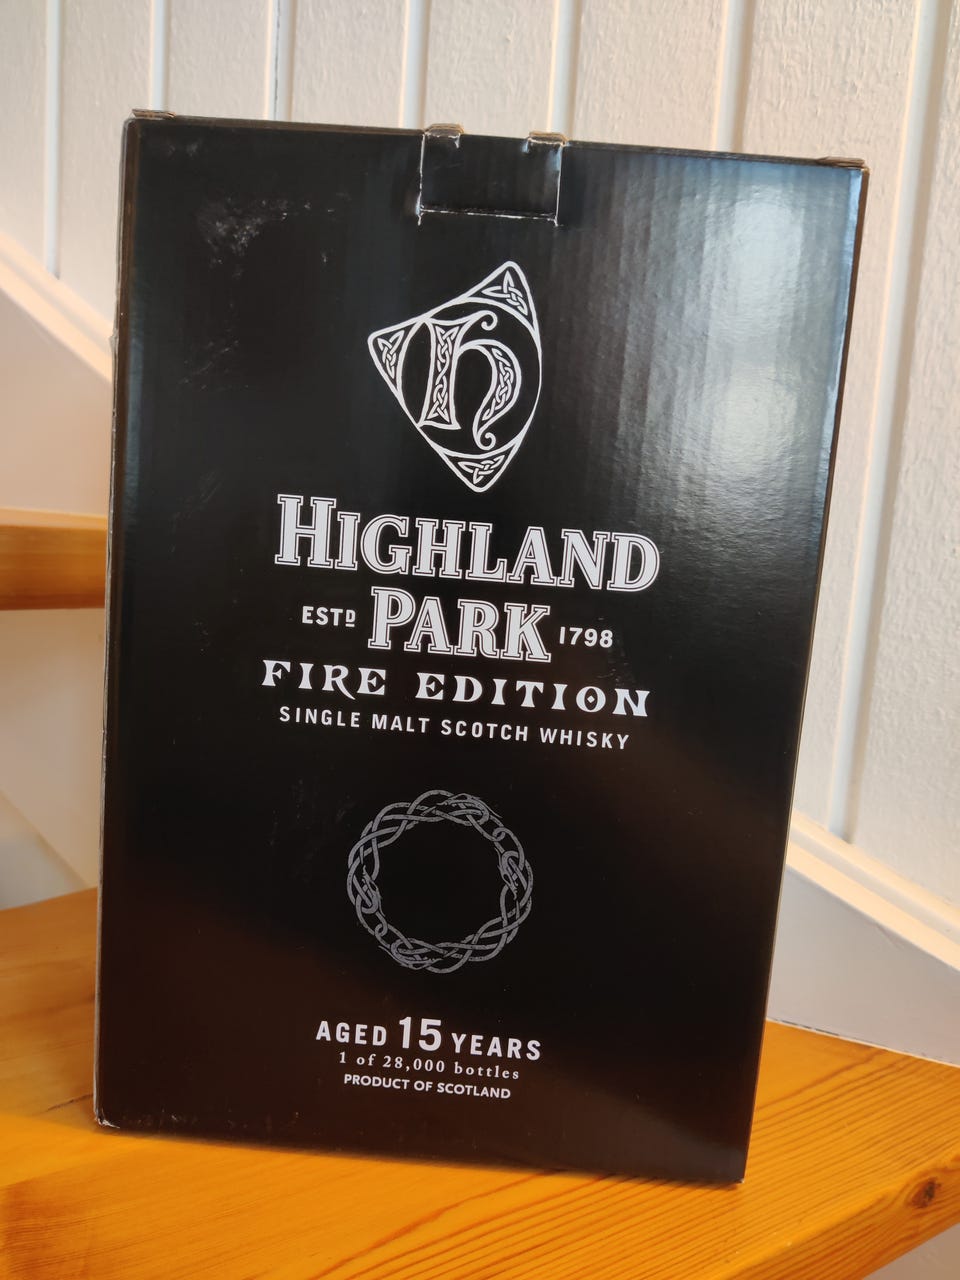 h
HIGHLAND
ESTD PARK 1798
FIRE EDITION
SINGLE MALT SCOTCH WHISKY
AGED 15 YEARS
1 of 28,000 bottles
PRODUCT OF SCOTLAND